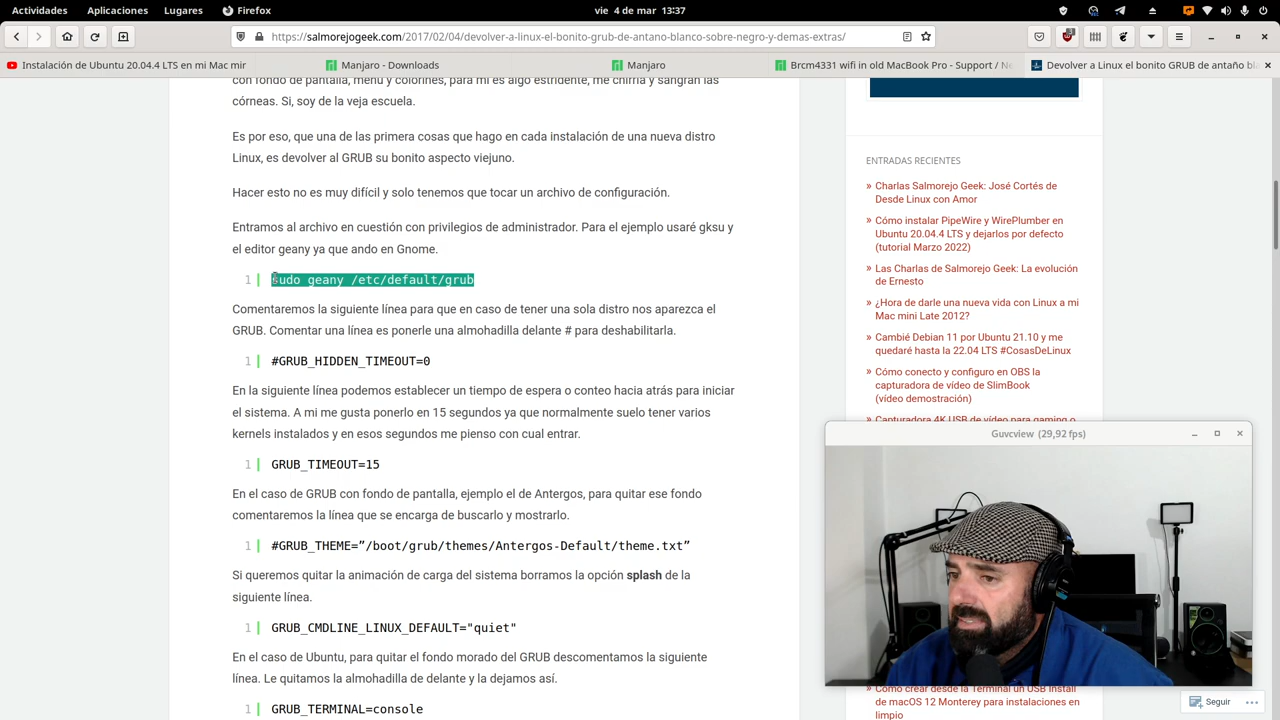 Actividades Aplicaciones Lugares Firefox vie 4 de mar 13:37
https://salmorejogeek.com/2017/02/04/devolver-a-linux-el-bonito-grub-de-antano-blanco-sobre-negro-y-demas-extras/
Instalación de Ubuntu 20.04.4 LTS en mi Mac mir
Manjaro - Downloads
Manjaro
Brcm4331 wifi in old MacBook Pro - Support / Ne
Devolver a Linux el bonito GRUB de antaño bla
con fondo de pantalla, menú y colorines, para mi es algo estridente, me chirría y sangran las
córneas. Si, soy de la veja escuela.
Es por eso, que una de las primera cosas que hago en cada instalación de una nueva distro
Linux, es devolver al GRUB su bonito aspecto viejuno.
Hacer esto no es muy difícil y solo tenemos que tocar un archivo de configuración.
Entramos al archivo en cuestión con privilegios de administrador. Para el ejemplo usaré gksu y
el editor geany ya que ando en Gnome.
1 sudo geany /etc/default/grub
Comentaremos la siguiente línea para que en caso de tener una sola distro nos aparezca el
GRUB. Comentar una línea es ponerle una almohadilla delante # para deshabilitarla.
1 #GRUB_HIDDEN_TIMEOUT=0
En la siguiente línea podemos establecer un tiempo de espera o conteo hacia atrás para iniciar
el sistema. A mi me gusta ponerlo en 15 segundos ya que normalmente suelo tener varios
kernels instalados y en esos segundos me pienso con cual entrar.
1 GRUB_TIMEOUT=15
En el caso de GRUB con fondo de pantalla, ejemplo el de Antergos, para quitar ese fondo
comentaremos la línea que se encarga de buscarlo y mostrarlo.
1 #GRUB_THEME=”/boot/grub/themes/Antergos-Default/theme.txt”
Si queremos quitar la animación de carga del sistema borramos la opción splash de la
siguiente línea.
1 GRUB_CMDLINE_LINUX_DEFAULT="quiet"
En el caso de Ubuntu, para quitar el fondo morado del GRUB descomentamos la siguiente
línea. Le quitamos la almohadilla de delante y la dejamos así.
1 GRUB_TERMINAL=console
ENTRADAS RECIENTES
» Charlas Salmorejo Geek: José Cortés de
Desde Linux con Amor
» Cómo instalar PipeWire y WirePlumber en
Ubuntu 20.04.4 LTS y dejarlos por defecto
(tutorial Marzo 2022)
» Las Charlas de Salmorejo Geek: La evolución
de Ernesto
» ¿Hora de darle una nueva vida con Linux a mi
Mac mini Late 2012?
» Cambié Debian 11 por Ubuntu 21.10 y me
quedaré hasta la 22.04 LTS #CosasDeLinux
» Cómo conecto y configuro en OBS la
capturadora de vídeo de SlimBook
(vídeo demostración)
» Capturadora 4K USB de vídeo para gaming o
Guvcview (29,92 fps)
» Cómo crear desde la Terminal un USB Install
de macOS 12 Monterey para instalaciones en
limpio
Seguir